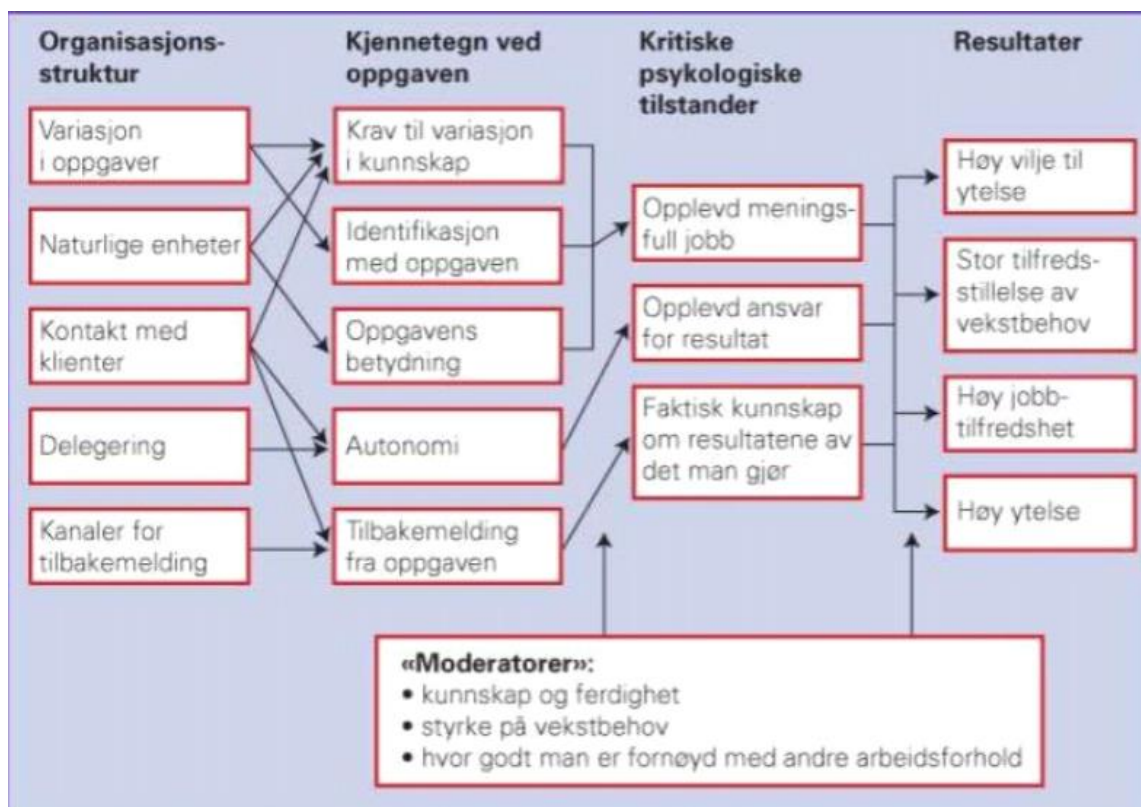 Organisasjons-
struktur
Variasjon
i oppgaver
Naturlige enheter
Kontakt med
klienter
Delegering
Kanaler for
tilbakemelding
Kjennetegn ved
oppgaven
Krav til variasjon
i kunnskap
Identifikasjon
med oppgaven
Oppgavens
betydning
Autonomi
Tilbakemelding
fra oppgaven
Kritiske
psykologiske
tilstander
Opplevd menings-
full jobb
Opplevd ansvar
for resultat
Faktisk kunnskap
om resultatene av
det man gjør
Resultater
Høy vilje til
ytelse
Stor tilfreds-
stillelse av
vekstbehov
Høy jobb-
tilfredshet
Høy ytelse
«Moderatorer»:
• kunnskap og ferdighet
• styrke på vekstbehov
• hvor godt man er fornøyd med andre arbeidsforhold